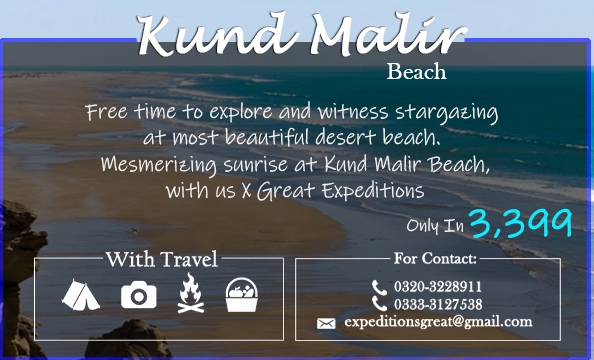 Kund Malir
Beach
Free time to explore and witness stargazing
at most beautiful desert beach.
Mesmerizing sunrise at Kund Malir Beach,
with us X Great Expeditions
Only In 3,399
With Travel
For Contact:
0320-3228911
0333-3127538
expeditionsgreat@gmail.com